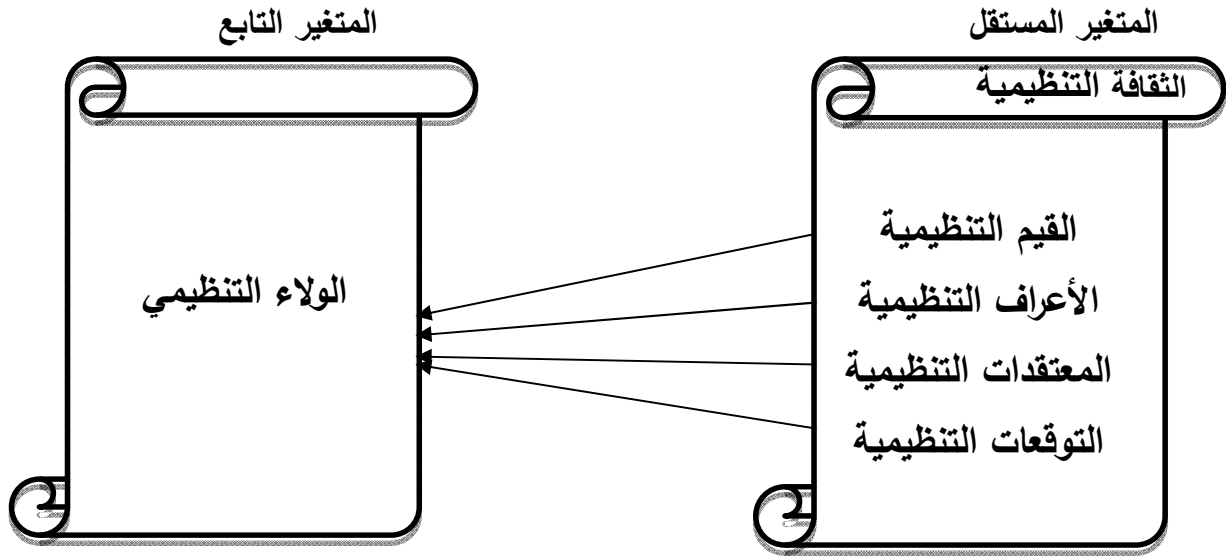 المتغير المستقل
الثقافة التنظيمية
القيم التنظيمية
الأعراف التنظيمية
المعتقدات التنظيمية
التوقعات التنظيمية
المتغير التابع
الولاء التنظيمي